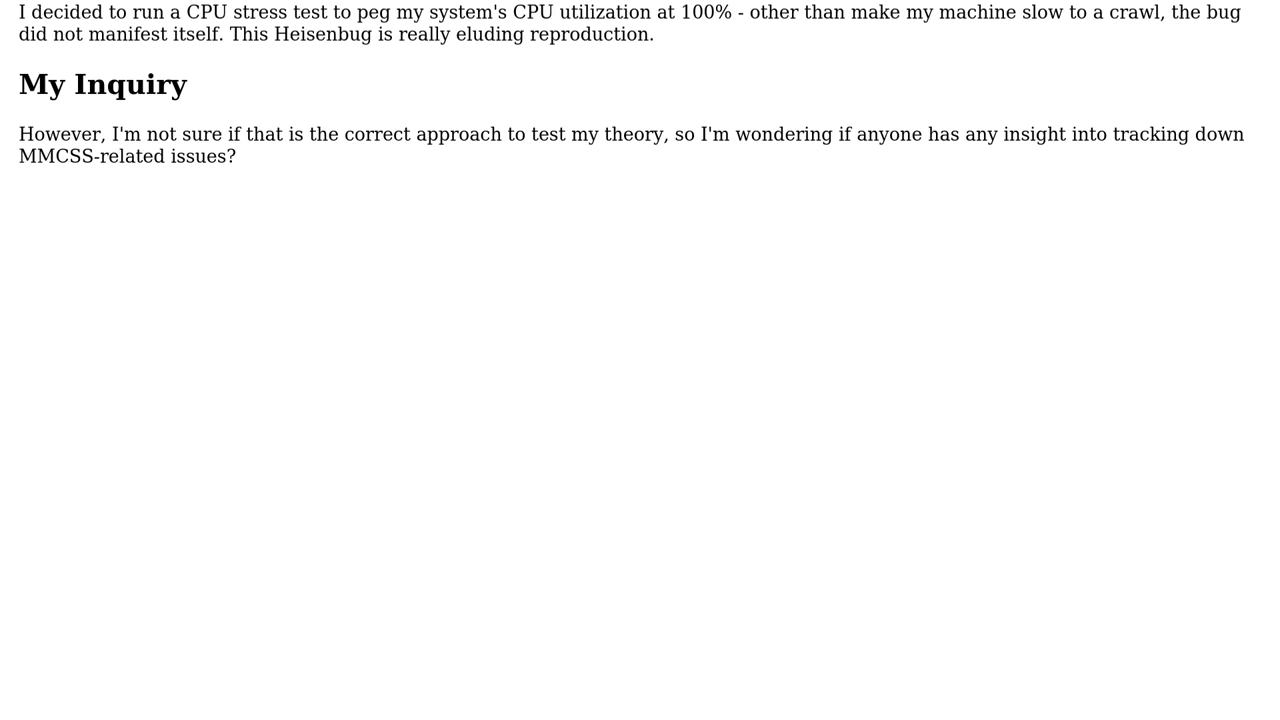 I decided to run a CPU stress test to peg my system's CPU utilization at 100% - other than make my machine slow to a crawl, the bug
did not manifest itself. This Heisenbug is really eluding reproduction.
My Inquiry
However, I'm not sure if that is the correct approach to test my theory, so I'm wondering if anyone has any insight into tracking down
MMCSS-related issues?